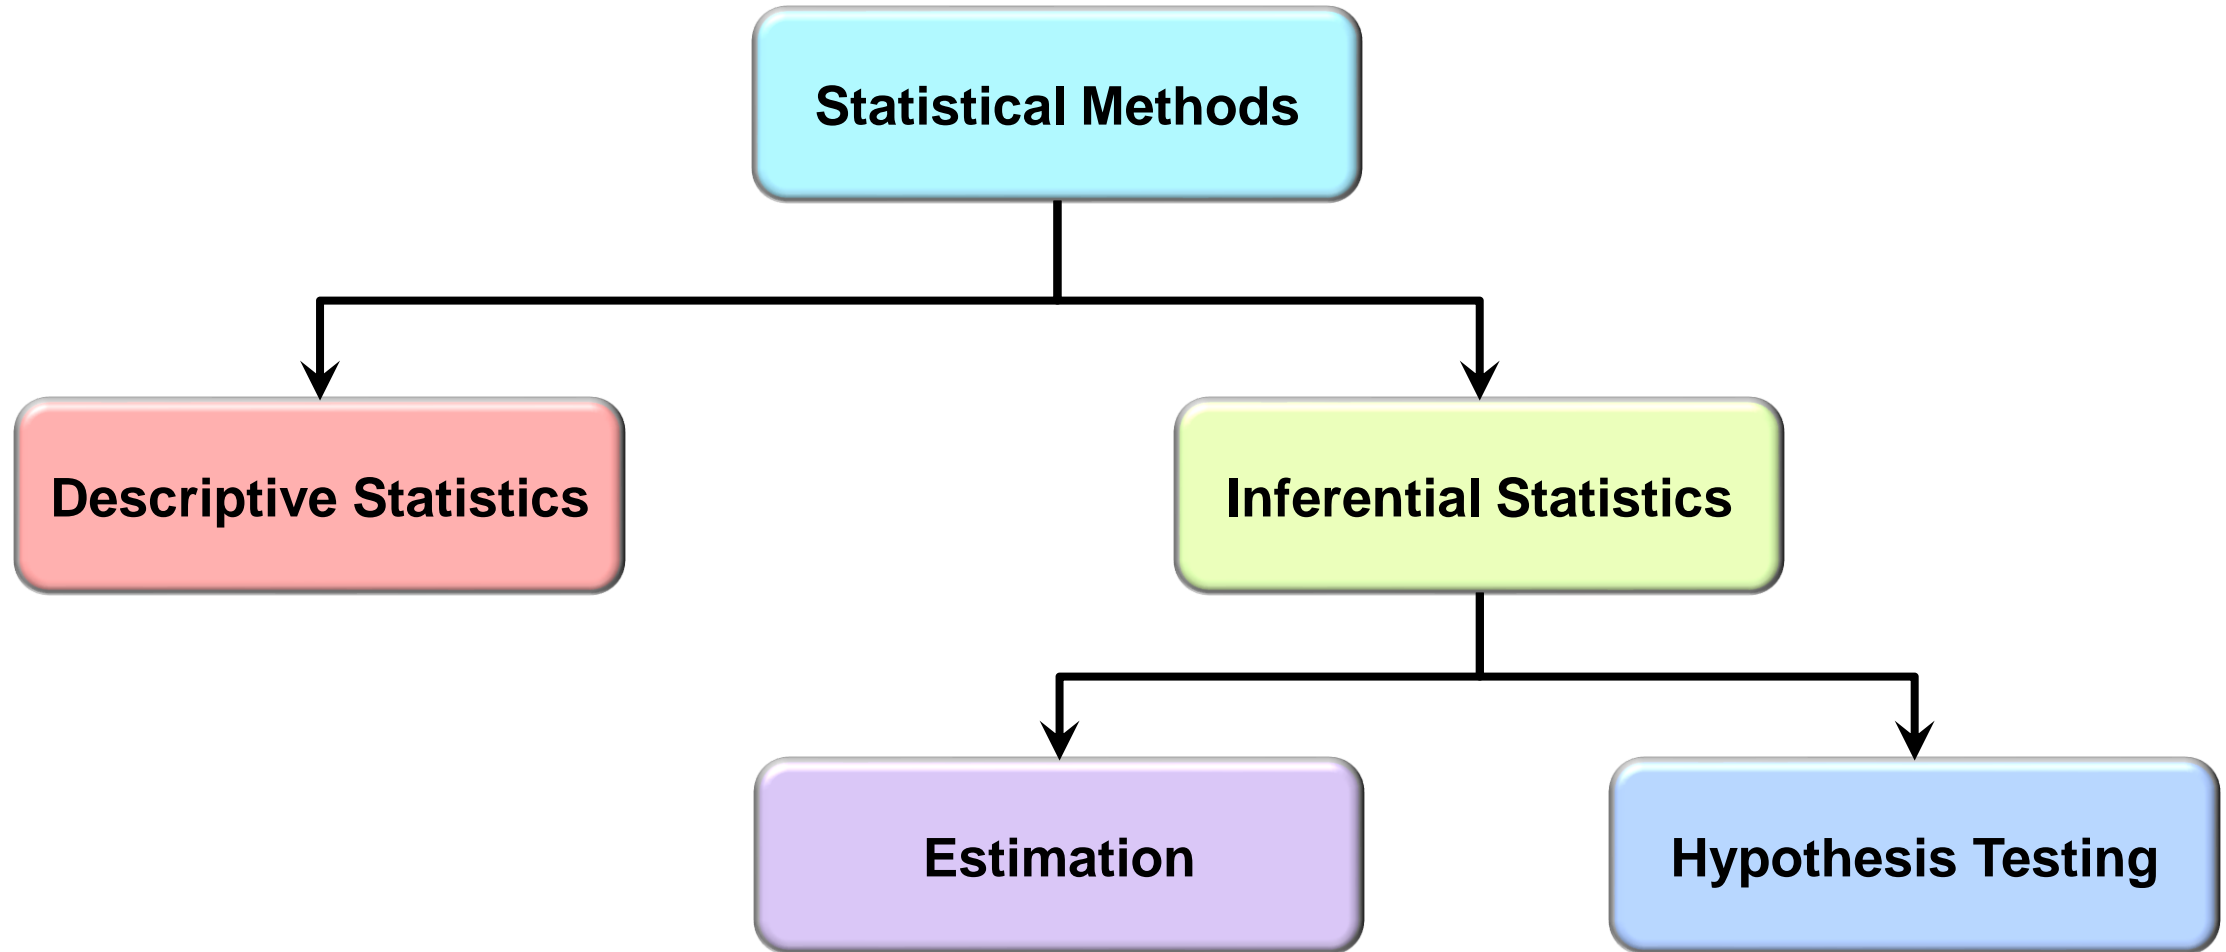 Statistical Methods
Descriptive Statistics
Inferential Statistics
Estimation
Hypothesis Testing